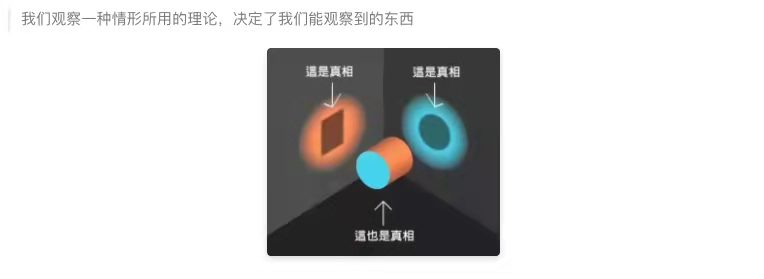 我们观察一种情形所用的理论，决定了我们能观察到的东西
這是真相
這是真相
這也是真相